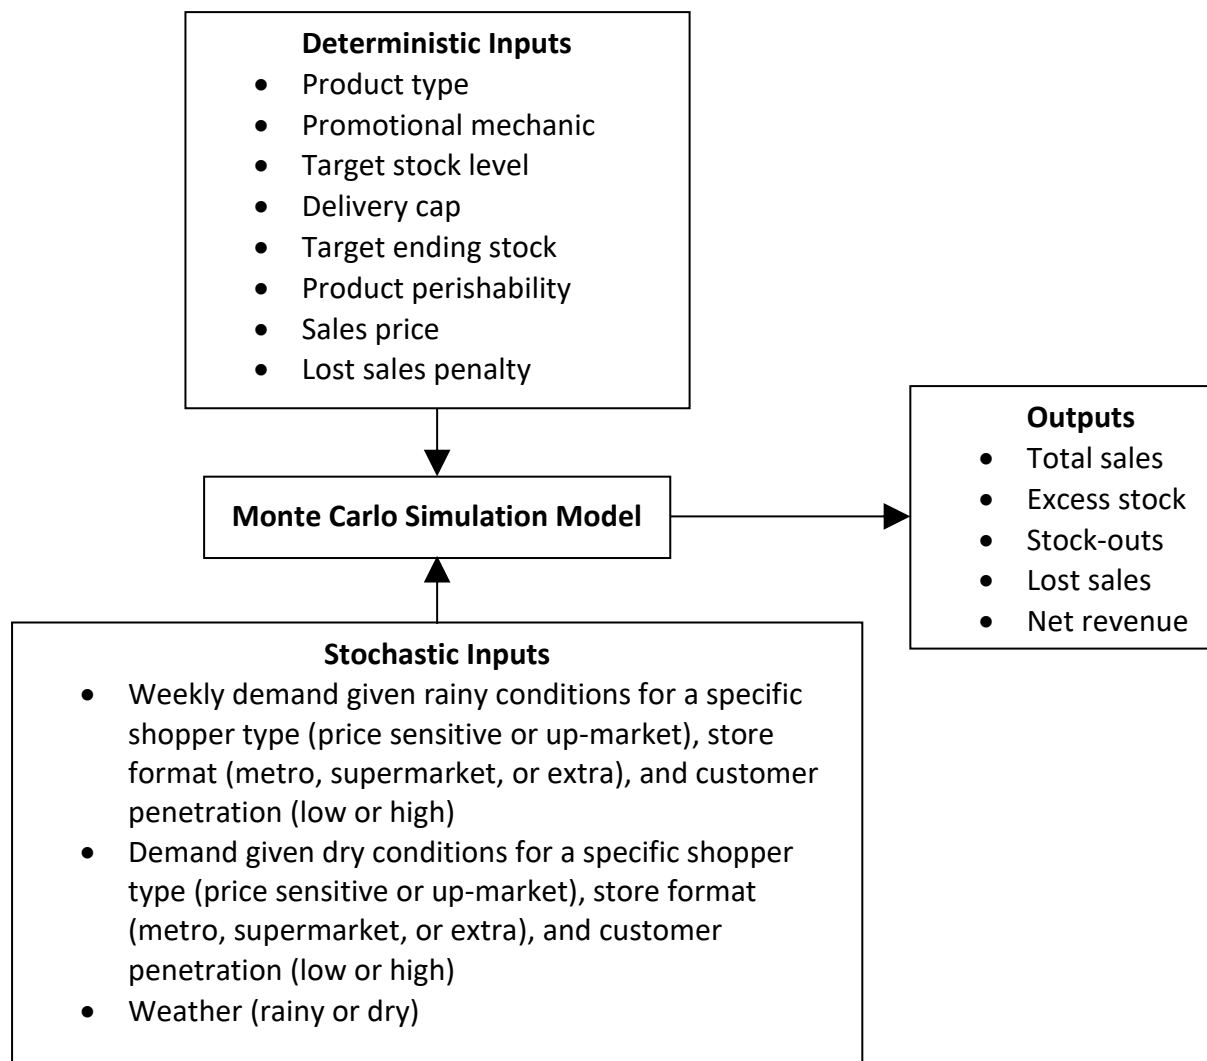 Deterministic Inputs
• Product type
• Promotional mechanic
• Target stock level
• Delivery cap
• Target ending stock
• Product perishability
• Sales price
• Lost sales penalty
Monte Carlo Simulation Model
Outputs
• Total sales
• Excess stock
• Stock-outs
• Lost sales
• Net revenue
Stochastic Inputs
• Weekly demand given rainy conditions for a specific
shopper type (price sensitive or up-market), store
format (metro, supermarket, or extra), and customer
penetration (low or high)
• Demand given dry conditions for a specific shopper
type (price sensitive or up-market), store format
(metro, supermarket, or extra), and customer
penetration (low or high)
• Weather (rainy or dry)